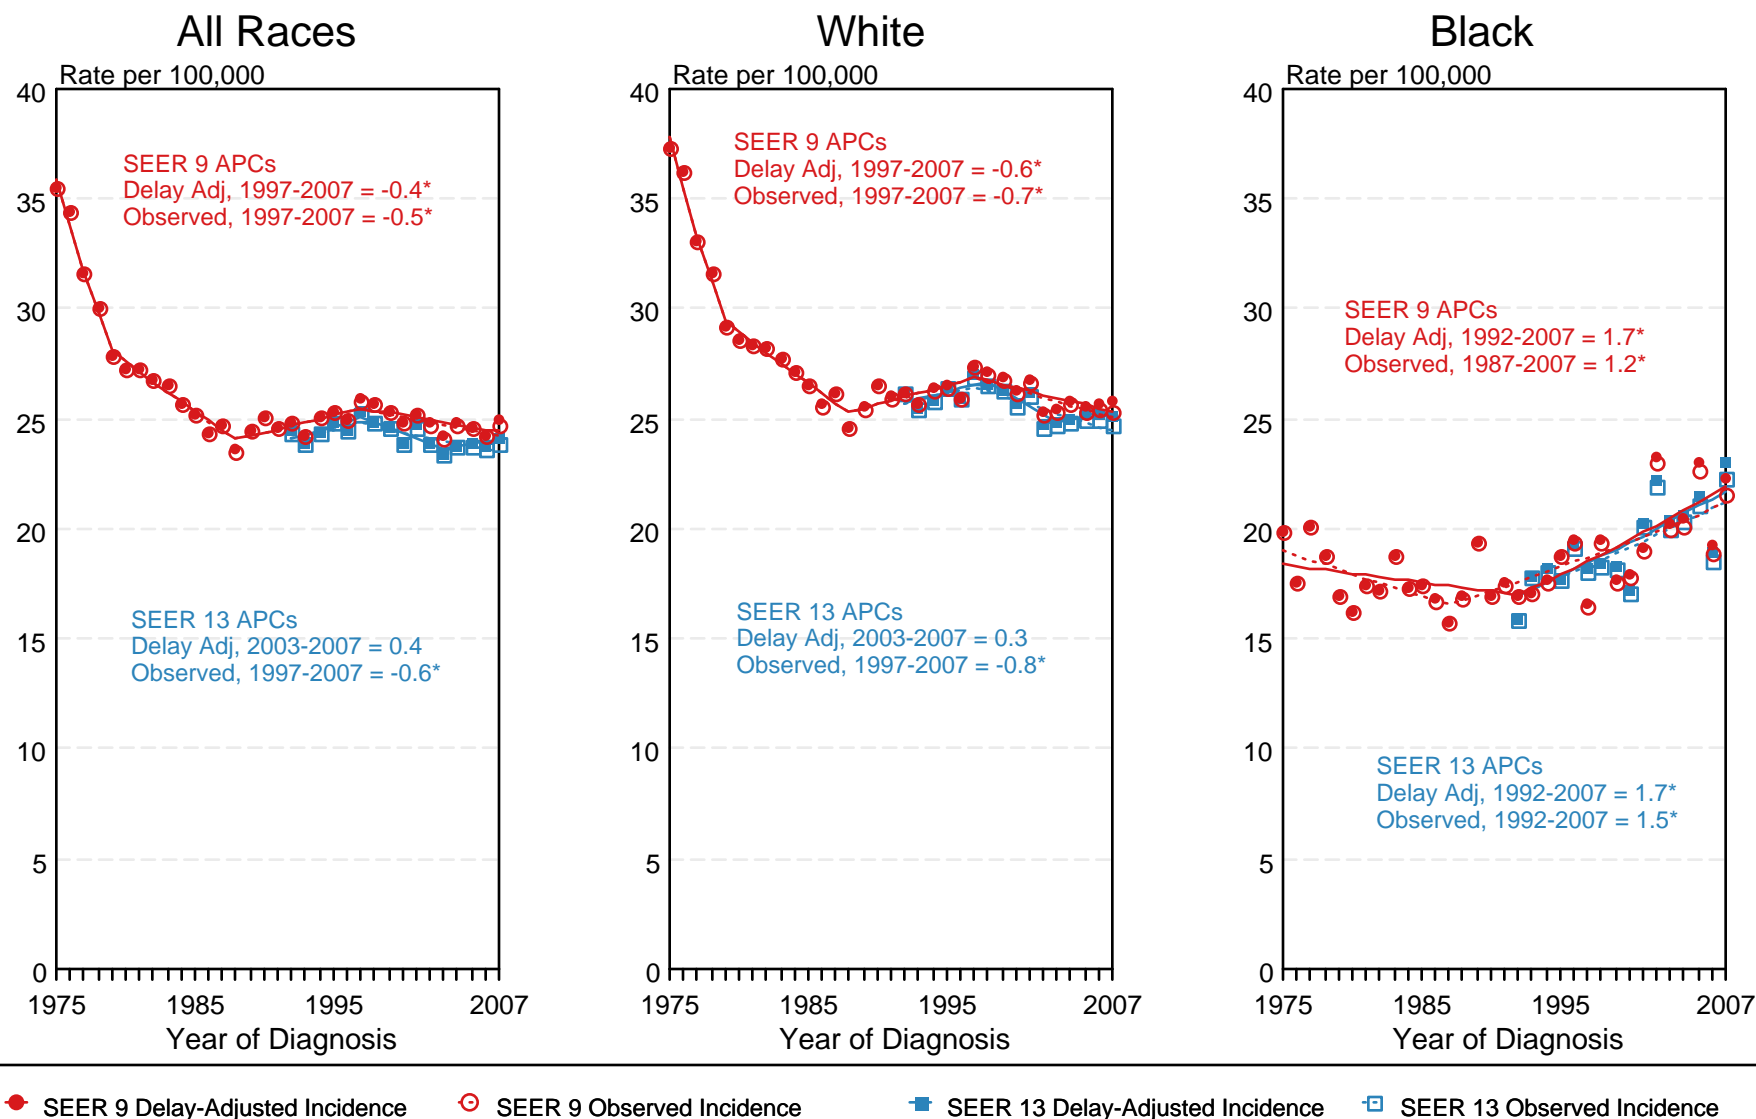 All Races
Rate per 100,000
40
35
30
25
20
15
10
5
0
SEER 9 APCs
Delay Adj, 1997-2007 = -0.4*
Observed, 1997-2007 = -0.5*
SEER 13 APCs
Delay Adj, 2003-2007 = 0.4
Observed, 1997-2007 = -0.6*
1975 1985 1995 2007
Year of Diagnosis
White
Rate per 100,000
40
35
30
25
20
15
10
5
0
SEER 9 APCs
Delay Adj, 1997-2007 = -0.6*
Observed, 1997-2007 = -0.7*
SEER 13 APCs
Delay Adj, 2003-2007 = 0.3
Observed, 1997-2007 = -0.8*
1975 1985 1995 2007
Year of Diagnosis
Black
Rate per 100,000
40
35
30
25
20
15
10
5
0
SEER 9 APCs
Delay Adj, 1992-2007 = 1.7*
Observed, 1987-2007 = 1.2*
SEER 13 APCs
Delay Adj, 1992-2007 = 1.7*
Observed, 1992-2007 = 1.5*
1975 1985 1995 2007
Year of Diagnosis
SEER 9 Delay-Adjusted Incidence SEER 9 Observed Incidence SEER 13 Delay-Adjusted Incidence SEER 13 Observed Incidence